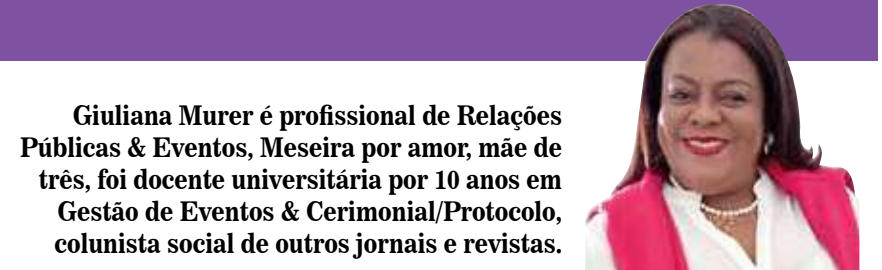 Giuliana Murer é profissional de Relações
Públicas & Eventos, Meseira por amor, mãe de
três, foi docente universitária por 10 anos em
Gestão de Eventos & Cerimonial/Protocolo,
colunista social de outros jornais e revistas.